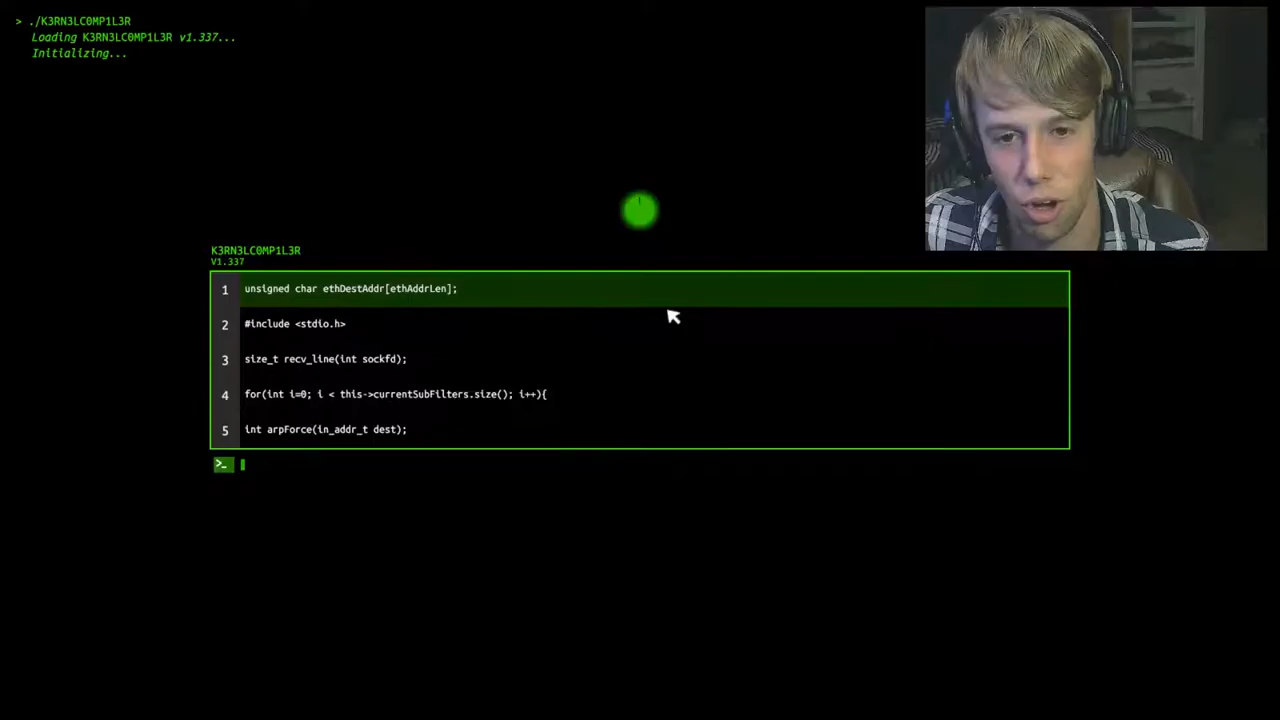 > ./K3RN3LC0MP1L3R
Loading K3RN3LC0MP1L3R v1.337...
Initializing...
K3RN3LC0MP1L3R
V1.337
1 unsigned char ethDestAddr[ethAddrLen];
2 #include <stdio.h>
3 size_t recv_line(int sockfd);
4 for(int i=0; i < this->currentSubFilters.size(); i++){
5 int arpForce(in_addr_t dest);
>_